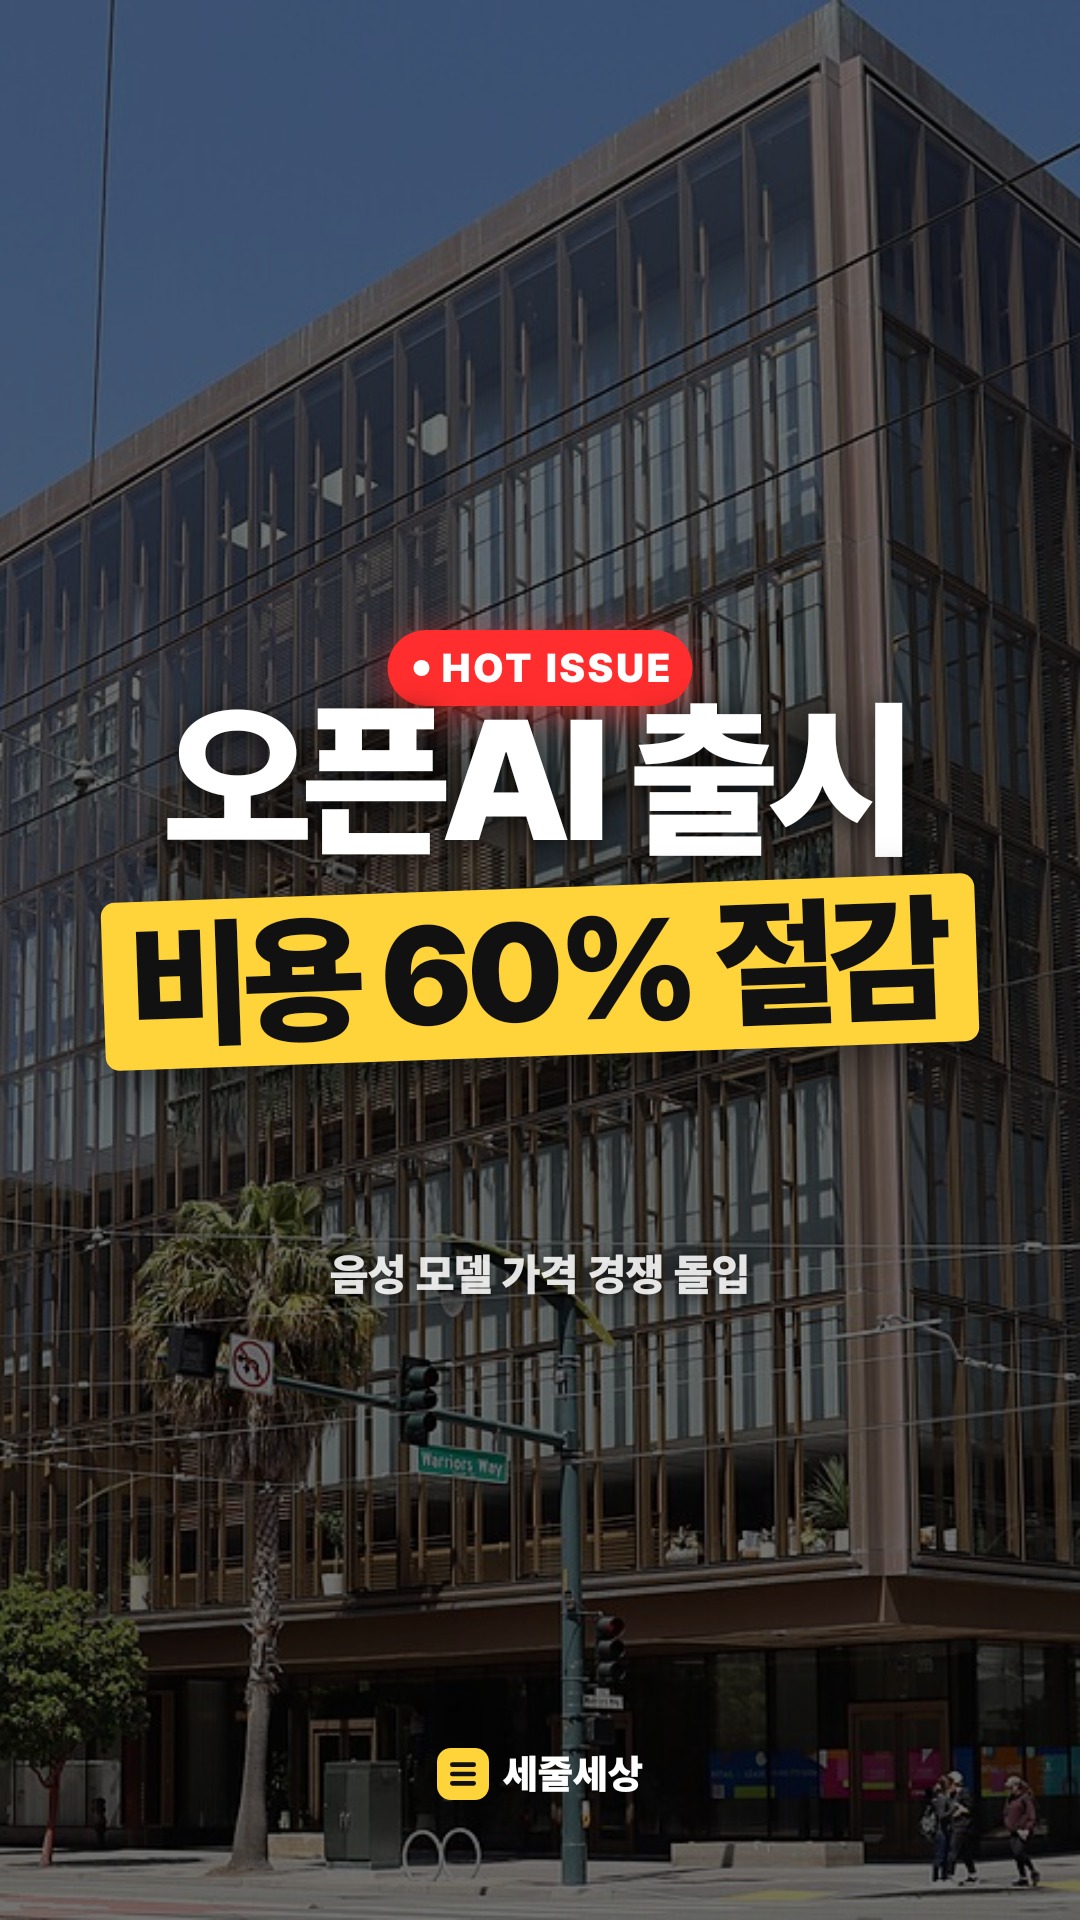 HOT ISSUE
오픈AI 출시
비용 60% 절감
음성 모델 가격 경쟁 돌입
Warriors Way
세줄세상